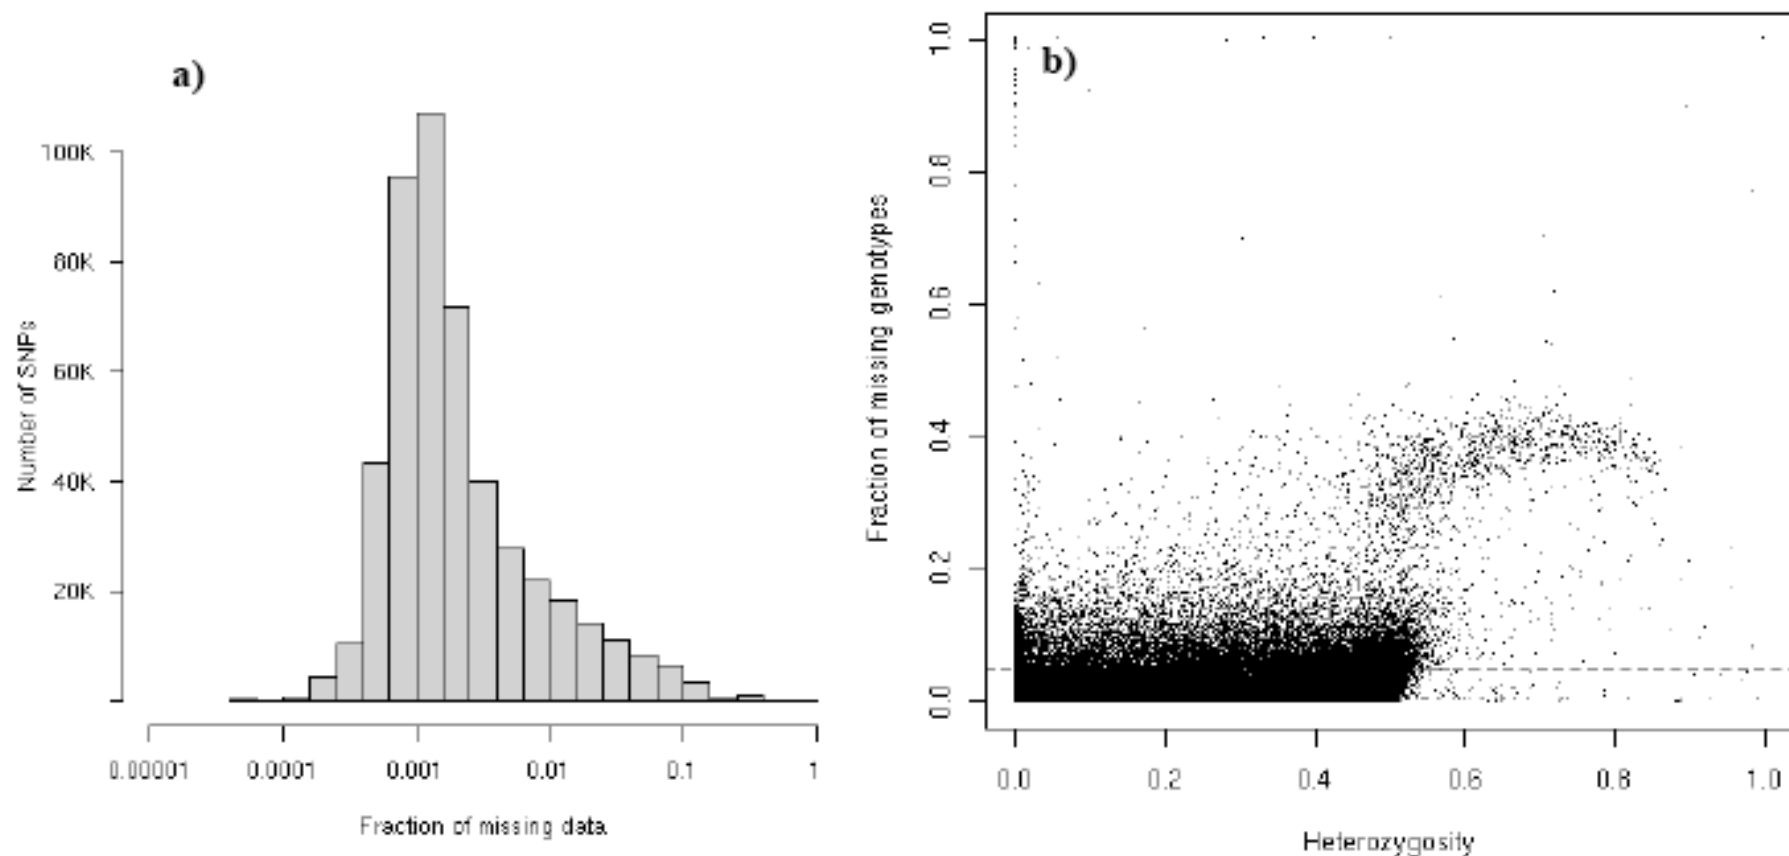 a)
100K
80K
60K
40K
20K
Number of SNPs
0.00001 0.0001 0.001 0.01 0.1 1
Fraction of missing data
b)
1.0
0.8
0.6
0.4
0.2
0.0
Fraction of missing genotypes
0.0 0.2 0.4 0.6 0.8 1.0
Heterozygosity